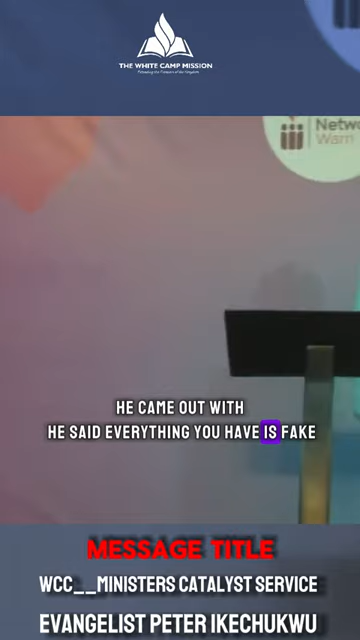 THE WHITE CAMP MISSION
HE CAME OUT WITH
HE SAID EVERYTHING YOU HAVE IS FAKE
MESSAGE TITLE
WCC__MINISTERS CATALYST SERVICE
EVANGELIST PETER IKECHUKWU